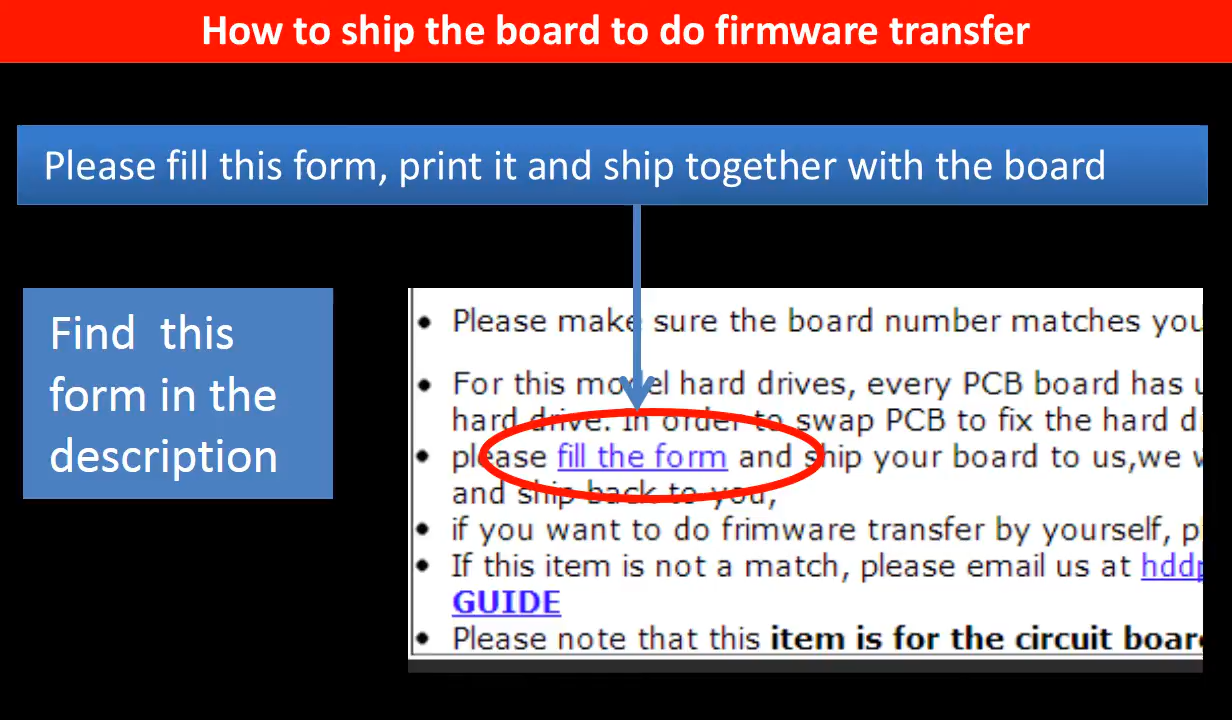 How to ship the board to do firmware transfer
Please fill this form, print it and ship together with the board
Find this
form in the
description
Please make sure the board number matches
For this model hard drives, every PCB board has
hard drive. In order to swap PCB to fix the hard
please fill the form and ship your board to us,we
and ship back to you,
if you want to do frimware transfer by yourself,
If this item is not a match, please email us at
GUIDE
Please note that this item is for the circuit